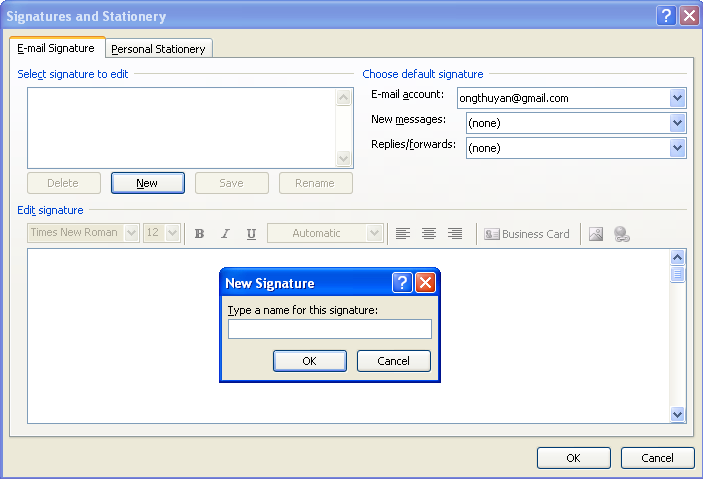 Signatures and Stationery
E-mail Signature
Personal Stationery
Select signature to edit
Choose default signature
E-mail account:
ongthuyan@gmail.com
New messages:
(none)
Replies/forwards:
(none)
Delete
New
Save
Rename
Edit signature
Times New Roman
12
B
I
U
Automatic
Business Card
New Signature
Type a name for this signature:
OK
Cancel
OK
Cancel